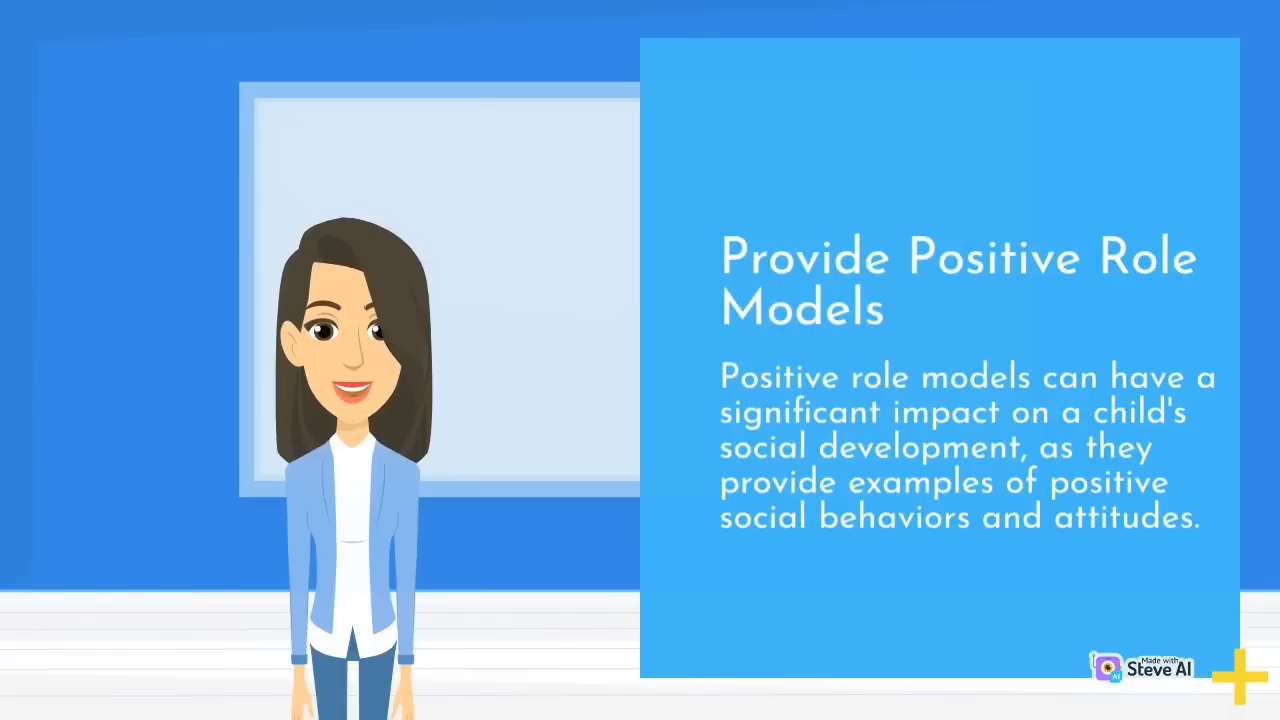 Provide Positive Role
Models
Positive role models can have a
significant impact on a child's
social development, as they
provide examples of positive
social behaviors and attitudes.
Made with
Steve AI
AI